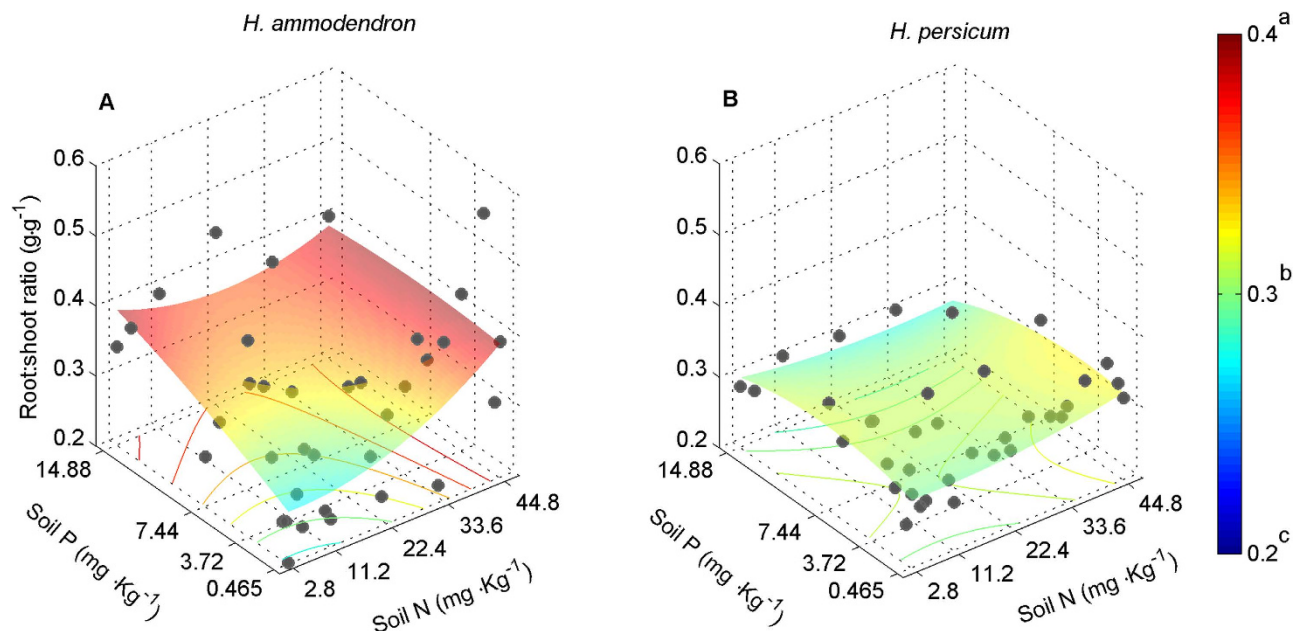 H. ammodendron
A
Root:shoot ratio (g·g-1)
0.6
0.5
0.4
0.3
0.2
14.88
7.44
3.72
0.465
Soil P (mg ·Kg-1)
2.8
11.2
22.4
33.6
44.8
Soil N (mg ·Kg-1)
H. persicum
B
0.6
0.5
0.4
0.3
0.2
14.88
7.44
3.72
0.465
Soil P (mg ·Kg-1)
2.8
11.2
22.4
33.6
44.8
Soil N (mg ·Kg-1)
0.4a
0.3b
0.2c